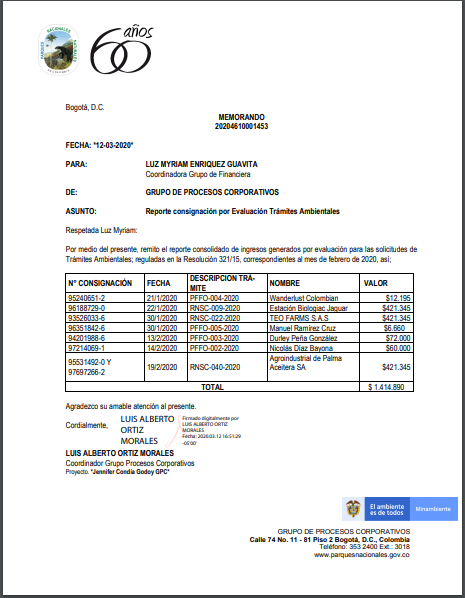 PARQUES NACIONALES NATURALES
DE COLOMBIA
60 años
Bogotá, D.C.
MEMORANDO
20204610001453
FECHA: *12-03-2020*
PARA: LUZ MYRIAM ENRIQUEZ GUAVITA
Coordinadora Grupo de Financiera
DE: GRUPO DE PROCESOS CORPORATIVOS
ASUNTO: Reporte consignación por Evaluación Trámites Ambientales
Respetada Luz Myriam:
Por medio del presente, remito el reporte consolidado de ingresos generados por evaluación para las solicitudes de
Trámites Ambientales; reguladas en la Resolución 321/15, correspondientes al mes de febrero de 2020, así;
N° CONSIGNACIÓN FECHA DESCRIPCION TRÁ-MITE NOMBRE VALOR
95240651-2 21/1/2020 PFFO-004-2020 Wanderlust Colombian $12.195
96188729-0 22/1/2020 RNSC-009-2020 Estación Biologiac Jaguar $421.345
93526033-6 30/1/2020 RNSC-022-2020 TEO FARMS S.A.S $421.345
96351842-6 30/1/2020 PFFO-005-2020 Manuel Ramírez Cruz $6.660
94201988-6 13/2/2020 PFFO-003-2020 Durley Peña González $72.000
97214069-1 14/2/2020 PFFO-002-2020 Nicolás Díaz Bayona $60.000
95531492-0 Y 97697266-2 19/2/2020 RNSC-040-2020 Agroindustrial de Palma Aceitera SA $421.345
TOTAL $ 1.414.890
Agradezco su amable atención al presente.
Cordialmente,
LUIS ALBERTO
ORTIZ
MORALES
Firmado digitalmente por
LUIS ALBERTO ORTIZ
MORALES
Fecha: 2020.03.12 16:51:29
-05'00'
LUIS ALBERTO ORTIZ MORALES
Coordinador Grupo Procesos Corporativos
Proyecto. *Jennifer Condia Godoy GPC*
El ambiente
es de todos
Minambiente
GRUPO DE PROCESOS CORPORATIVOS
Calle 74 No. 11 - 81 Piso 2 Bogotá, D.C., Colombia
Teléfono: 353 2400 Ext.: 3018
www.parquesnacionales.gov.co